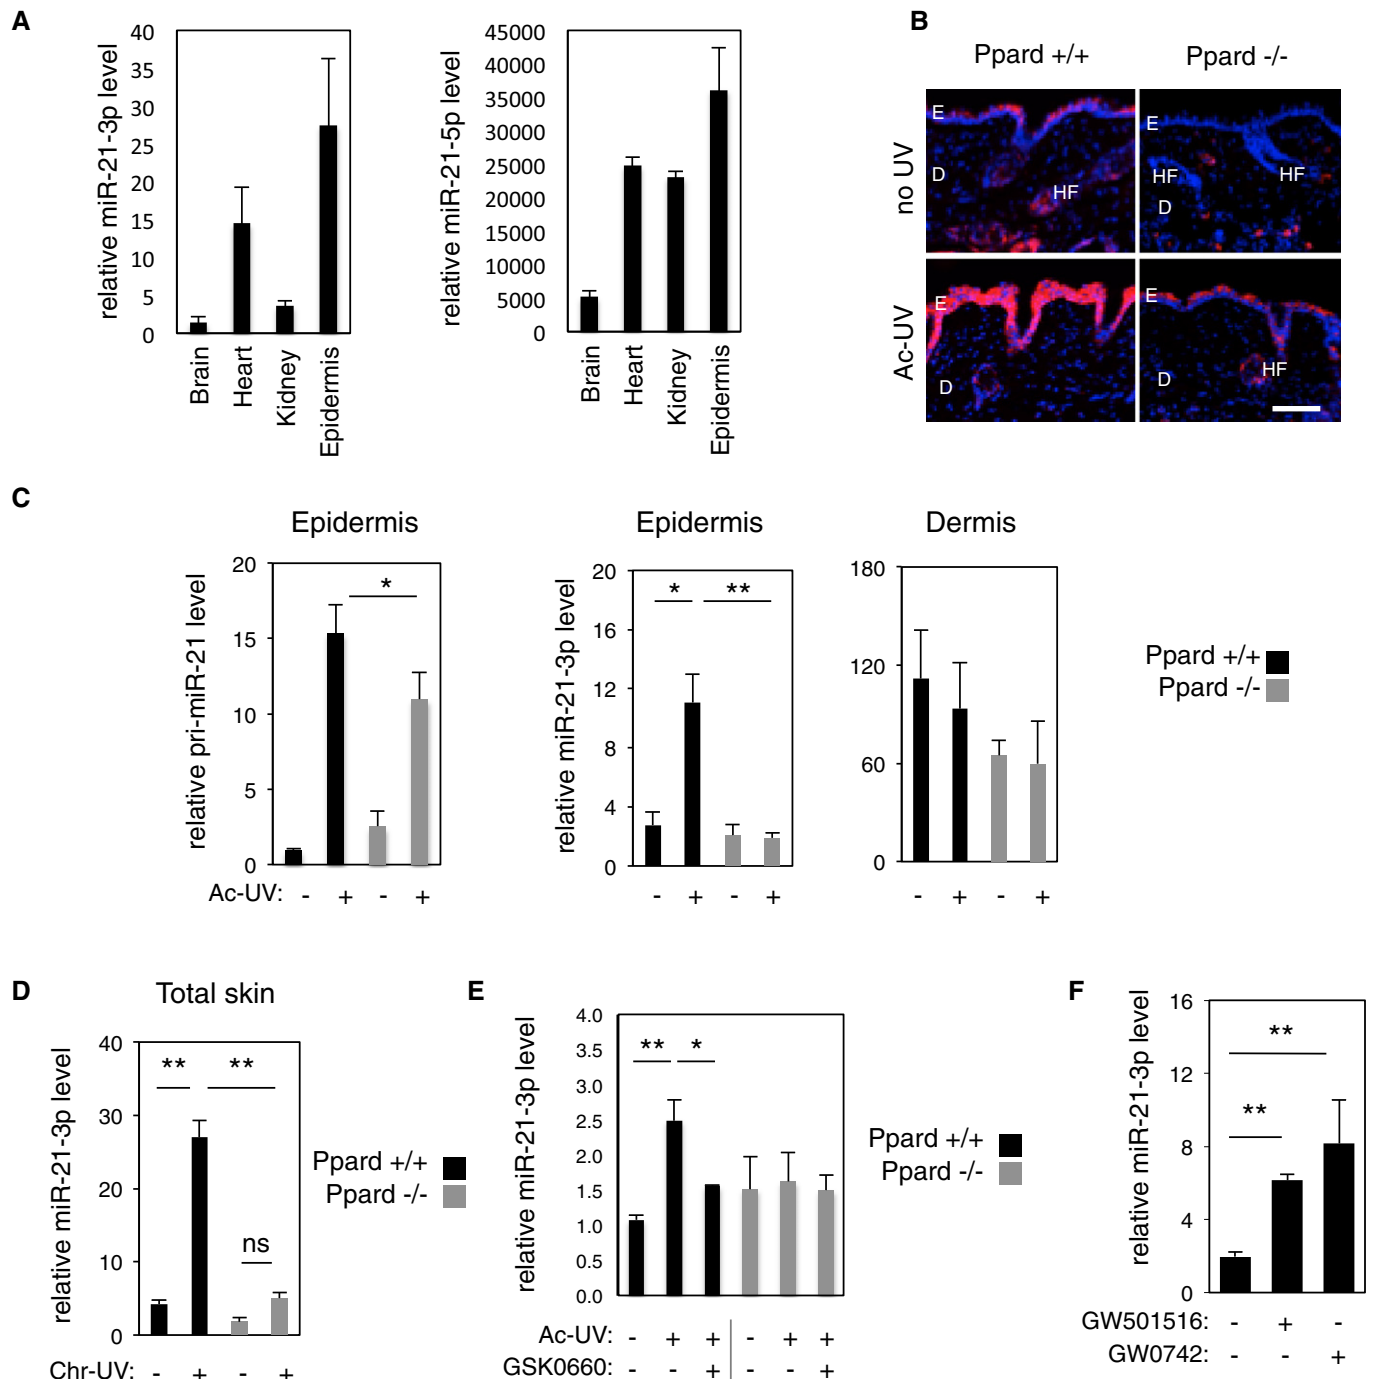 A
relative miR-21-3p level
40
35
30
25
20
15
10
5
0
Brain
Heart
Kidney
Epidermis
relative miR-21-5p level
45000
40000
35000
30000
25000
20000
15000
10000
5000
0
Brain
Heart
Kidney
Epidermis
B
Ppard +/+
Ppard -/-
no UV
Ac-UV
E
D
HF
E
HF
HF
D
E
D
E
D
HF
C
Epidermis
relative pri-miR-21 level
20
15
10
5
0
*
Ac-UV: - + - +
Epidermis
relative miR-21-3p level
20
16
12
8
4
0
* **
- + - +
Dermis
180
120
60
0
- + - +
Ppard +/+
Ppard -/-
D
Total skin
relative miR-21-3p level
40
30
20
10
0
** **
ns
Chr-UV: - + - +
Ppard +/+
Ppard -/-
E
relative miR-21-3p level
4.0
3.5
3.0
2.5
2.0
1.5
1.0
0.5
0.0
** *
Ac-UV: - + + - + +
GSK0660: - - + - - +
Ppard +/+
Ppard -/-
F
relative miR-21-3p level
16
12
8
4
0
**
**
GW501516: - + -
GW0742: - - +